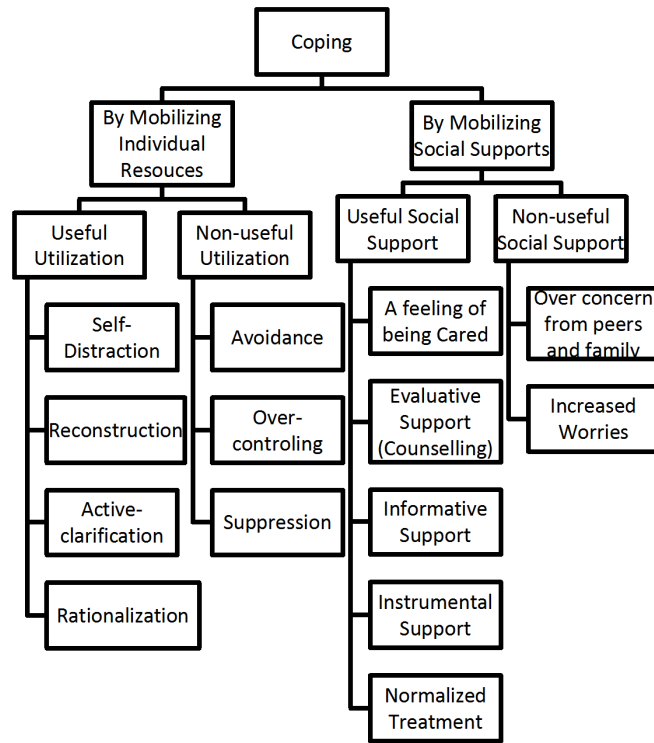 Coping
By Mobilizing
Individual
Resouces
By Mobilizing
Social Supports
Useful
Utilization
Non-useful
Utilization
Useful Social
Support
Non-useful
Social Support
Self-
Distraction
Reconstruction
Active-
clarification
Rationalization
Avoidance
Over-
controling
Suppression
A feeling of
being Cared
Evaluative
Support
(Counselling)
Informative
Support
Instrumental
Support
Normalized
Treatment
Over concern
from peers
and family
Increased
Worries